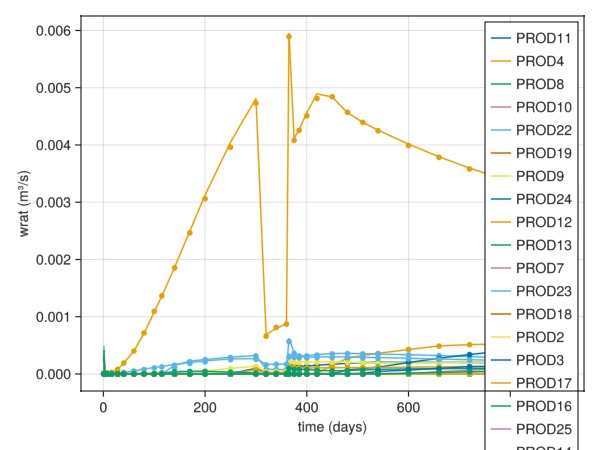 0.006
0.005
0.004
0.003
0.002
0.001
0.000
wrat (m³/s)
0
200
400
600
time (days)
PROD11
PROD4
PROD8
PROD10
PROD22
PROD19
PROD9
PROD24
PROD12
PROD13
PROD7
PROD23
PROD18
PROD2
PROD3
PROD17
PROD16
PROD25